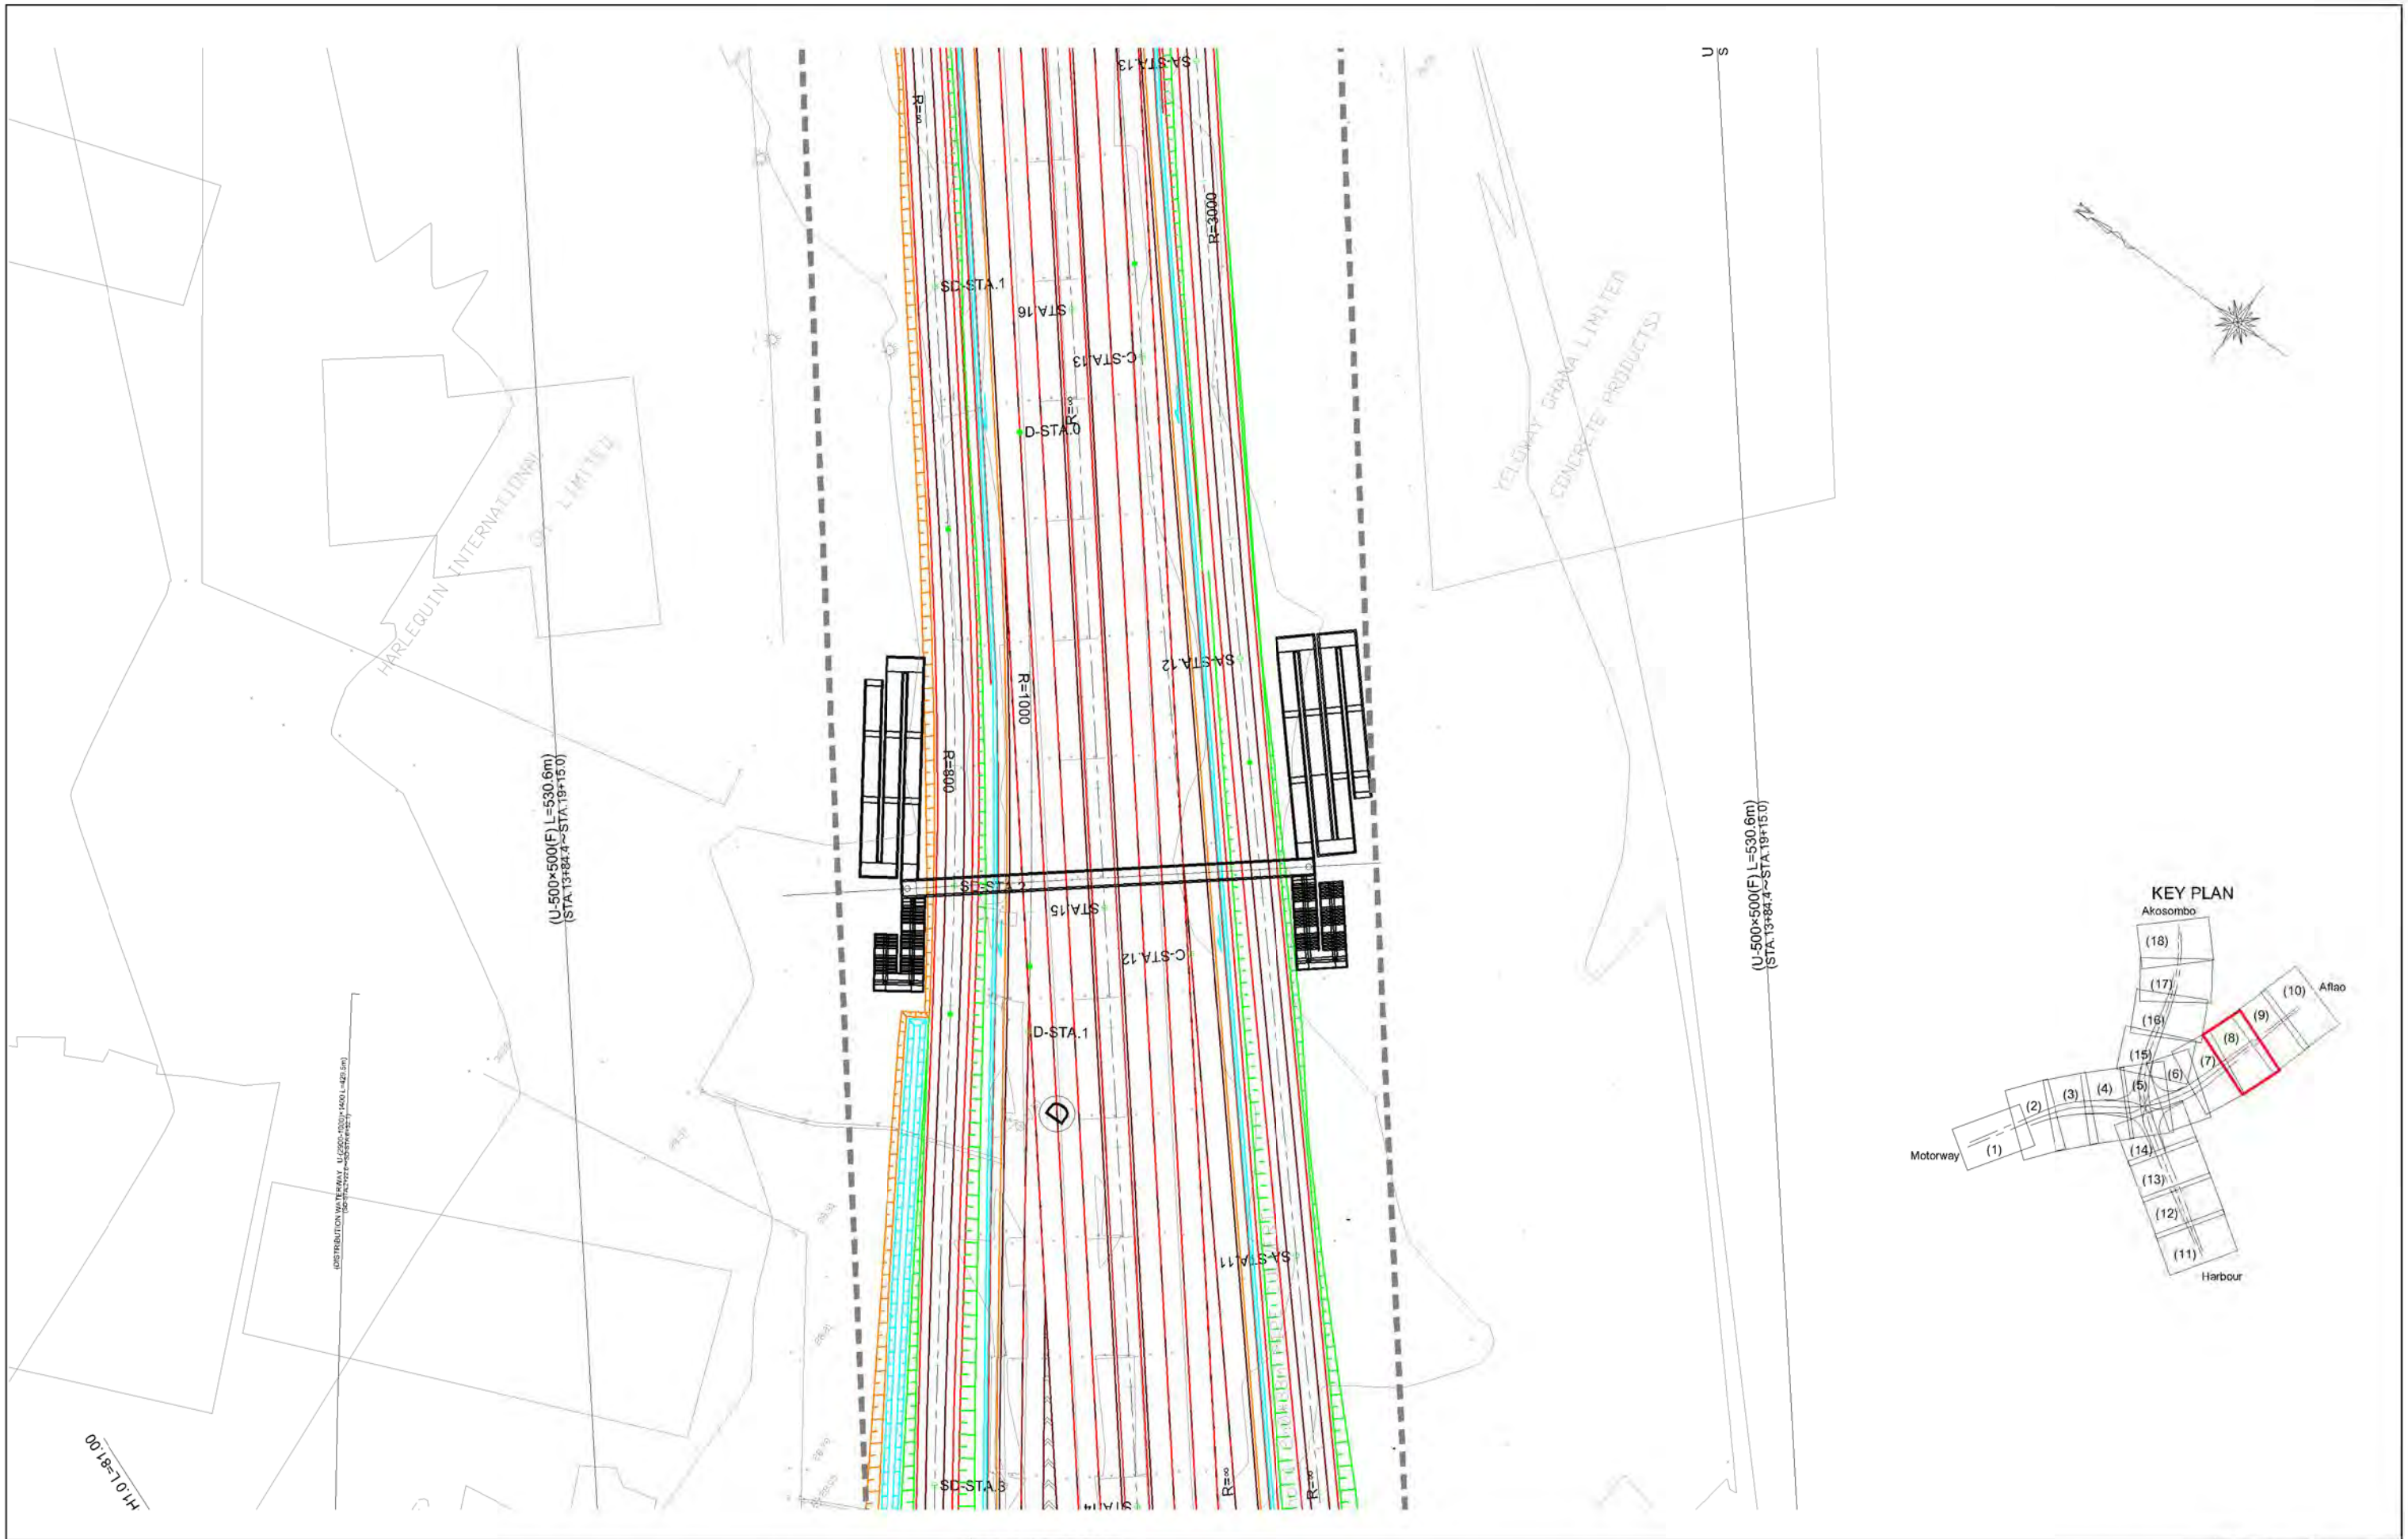 U
S
SA-STA.13
R=∞
R=3000
SD-STA.1
STA.16
C-STA.13
R=∞
D-STA.0
YELOWAY GHANA LIMITED
(CONCRETE PRODUCTS)
HARLEQUIN INTERNATIONAL
LIMITED
N
SA-STA.12
R=1000
R=800
(U-500×500(F) L=530.6m)
(STA.13+84.4~STA.19+15.0)
(U-500×500(F) L=530.6m)
(STA.13+84.4~STA.19+15.0)
SD-STA.2
STA.15
C-STA.12
D-STA.1
D
SA-STA.11
SD-STA.3
STA.14
R=∞
R=∞
H1.0 L=81.00
KEY PLAN
Akosombo
(18)
(17)
(16)
(15)
(10)
Aflao
(9)
(8)
(7)
(6)
(5)
(4)
(3)
(2)
(1)
Motorway
(14)
(13)
(12)
(11)
Harbour